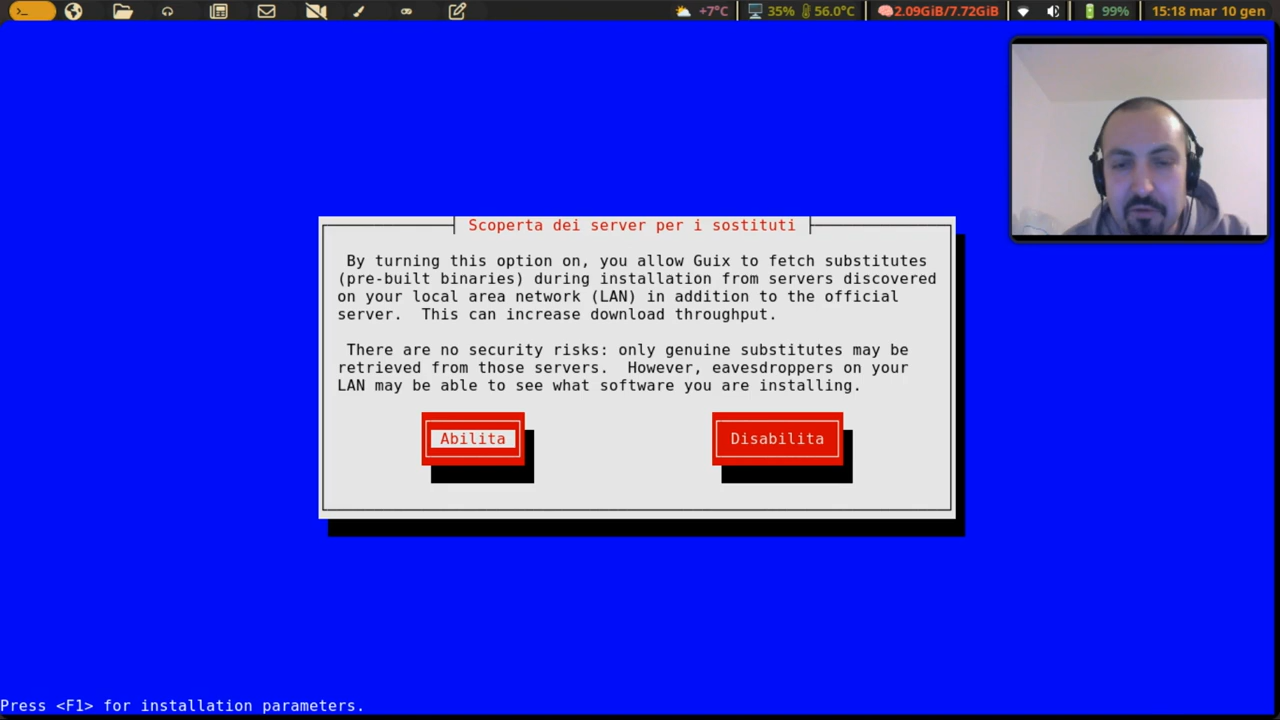 +7°C 35% 56.0°C 2.09GiB/7.72GiB 99% 15:18 mar 10 gen
Scoperta dei server per i sostituti
By turning this option on, you allow Guix to fetch substitutes
(pre-built binaries) during installation from servers discovered
on your local area network (LAN) in addition to the official
server.  This can increase download throughput.
There are no security risks: only genuine substitutes may be
retrieved from those servers.  However, eavesdroppers on your
LAN may be able to see what software you are installing.
Abilita Disabilita
Press <F1> for installation parameters.